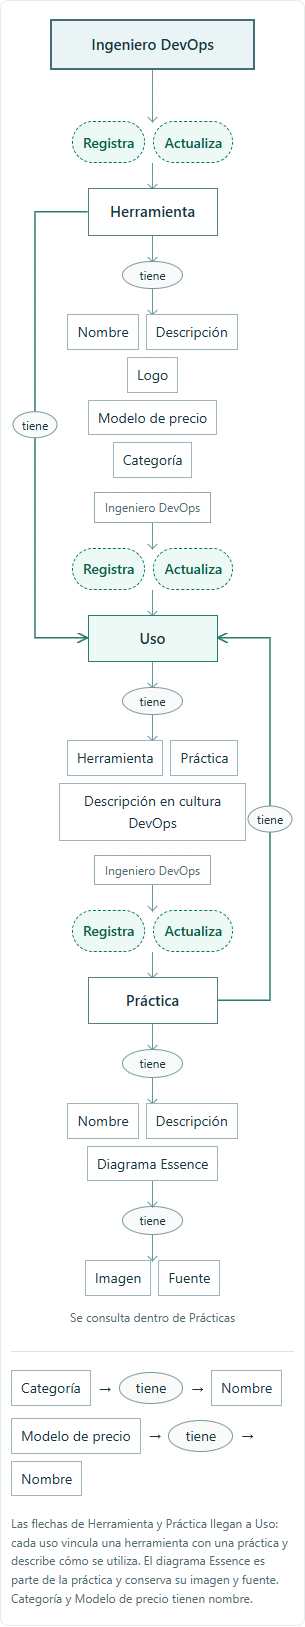 Ingeniero DevOps
Registra Actualiza
Herramienta
tiene
Nombre Descripción
Logo
Modelo de precio
tiene
Categoría
Ingeniero DevOps
Registra Actualiza
Uso
tiene
Herramienta Práctica
Descripción en cultura
DevOps
tiene
Ingeniero DevOps
Registra Actualiza
Práctica
tiene
Nombre Descripción
Diagrama Essence
tiene
Imagen Fuente
Se consulta dentro de Prácticas
Categoría → tiene → Nombre
Modelo de precio → tiene →
Nombre
Las flechas de Herramienta y Práctica llegan a Uso:
cada uso vincula una herramienta con una práctica y
describe cómo se utiliza. El diagrama Essence es
parte de la práctica y conserva su imagen y fuente.
Categoría y Modelo de precio tienen nombre.